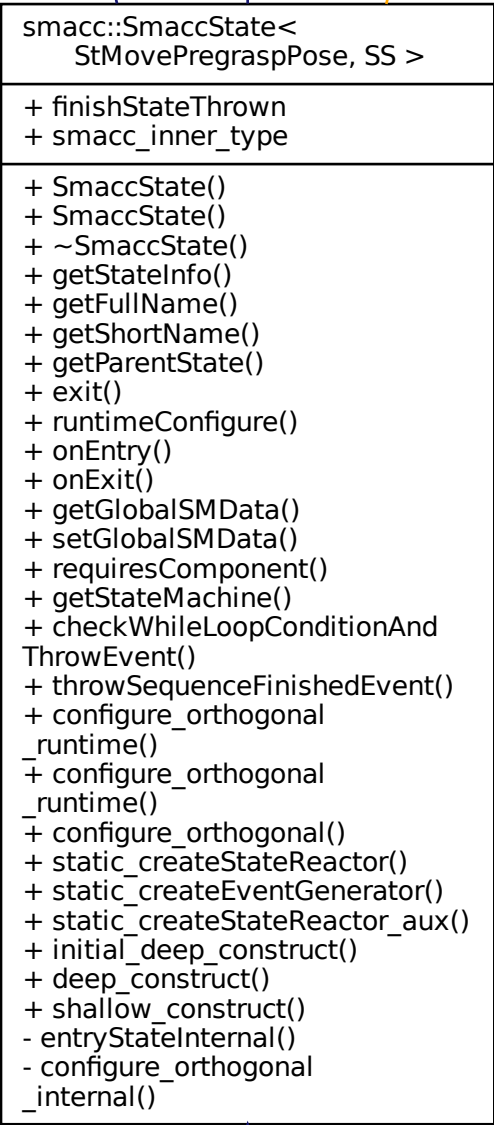 smacc::SmaccState<
StMovePregraspPose, SS >
+ finishStateThrown
+ smacc_inner_type
+ SmaccState()
+ SmaccState()
+ ~SmaccState()
+ getStateInfo()
+ getFullName()
+ getShortName()
+ getParentState()
+ exit()
+ runtimeConfigure()
+ onEntry()
+ onExit()
+ getGlobalSMData()
+ setGlobalSMData()
+ requiresComponent()
+ getStateMachine()
+ checkWhileLoopConditionAnd
ThrowEvent()
+ throwSequenceFinishedEvent()
+ configure_orthogonal
_runtime()
+ configure_orthogonal
_runtime()
+ configure_orthogonal()
+ static_createStateReactor()
+ static_createEventGenerator()
+ static_createStateReactor_aux()
+ initial_deep_construct()
+ deep_construct()
+ shallow_construct()
- entryStateInternal()
- configure_orthogonal
_internal()